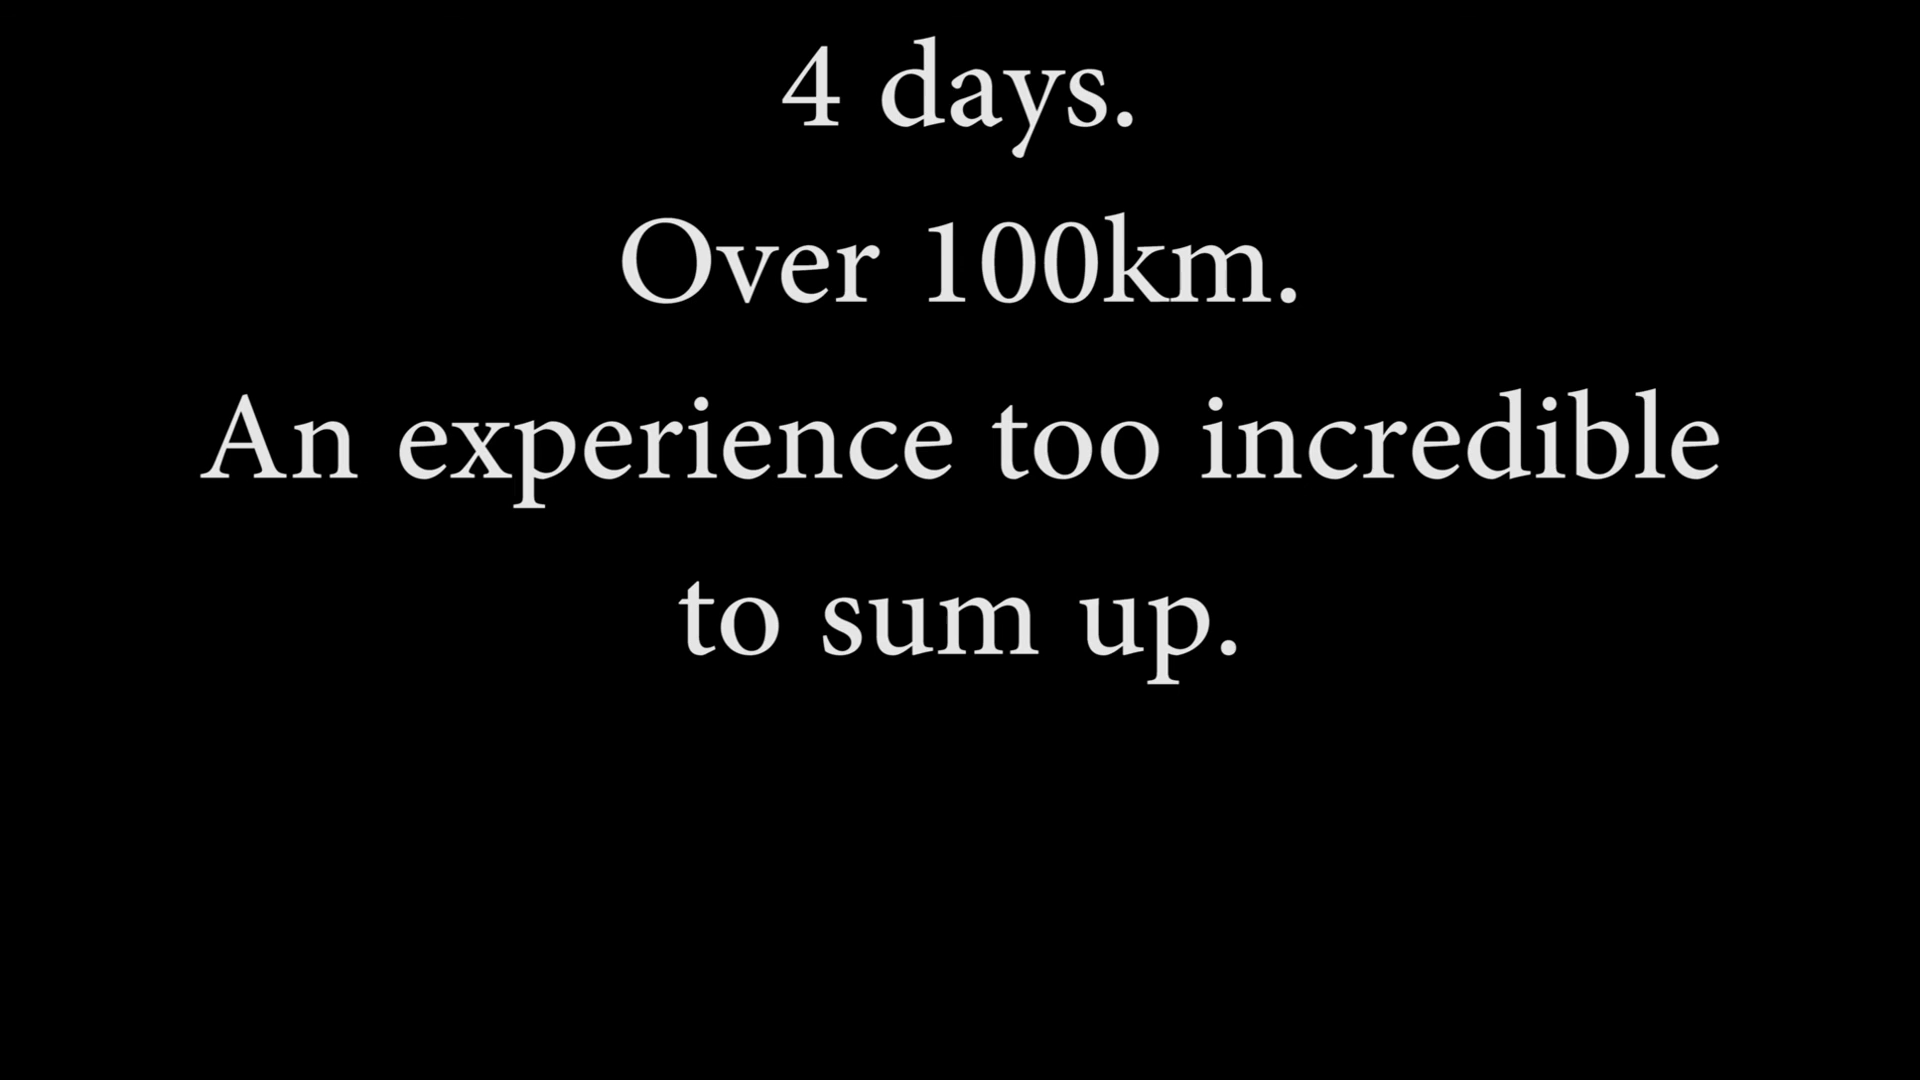 4 days.
Over 100km.
An experience too incredible
to sum up.